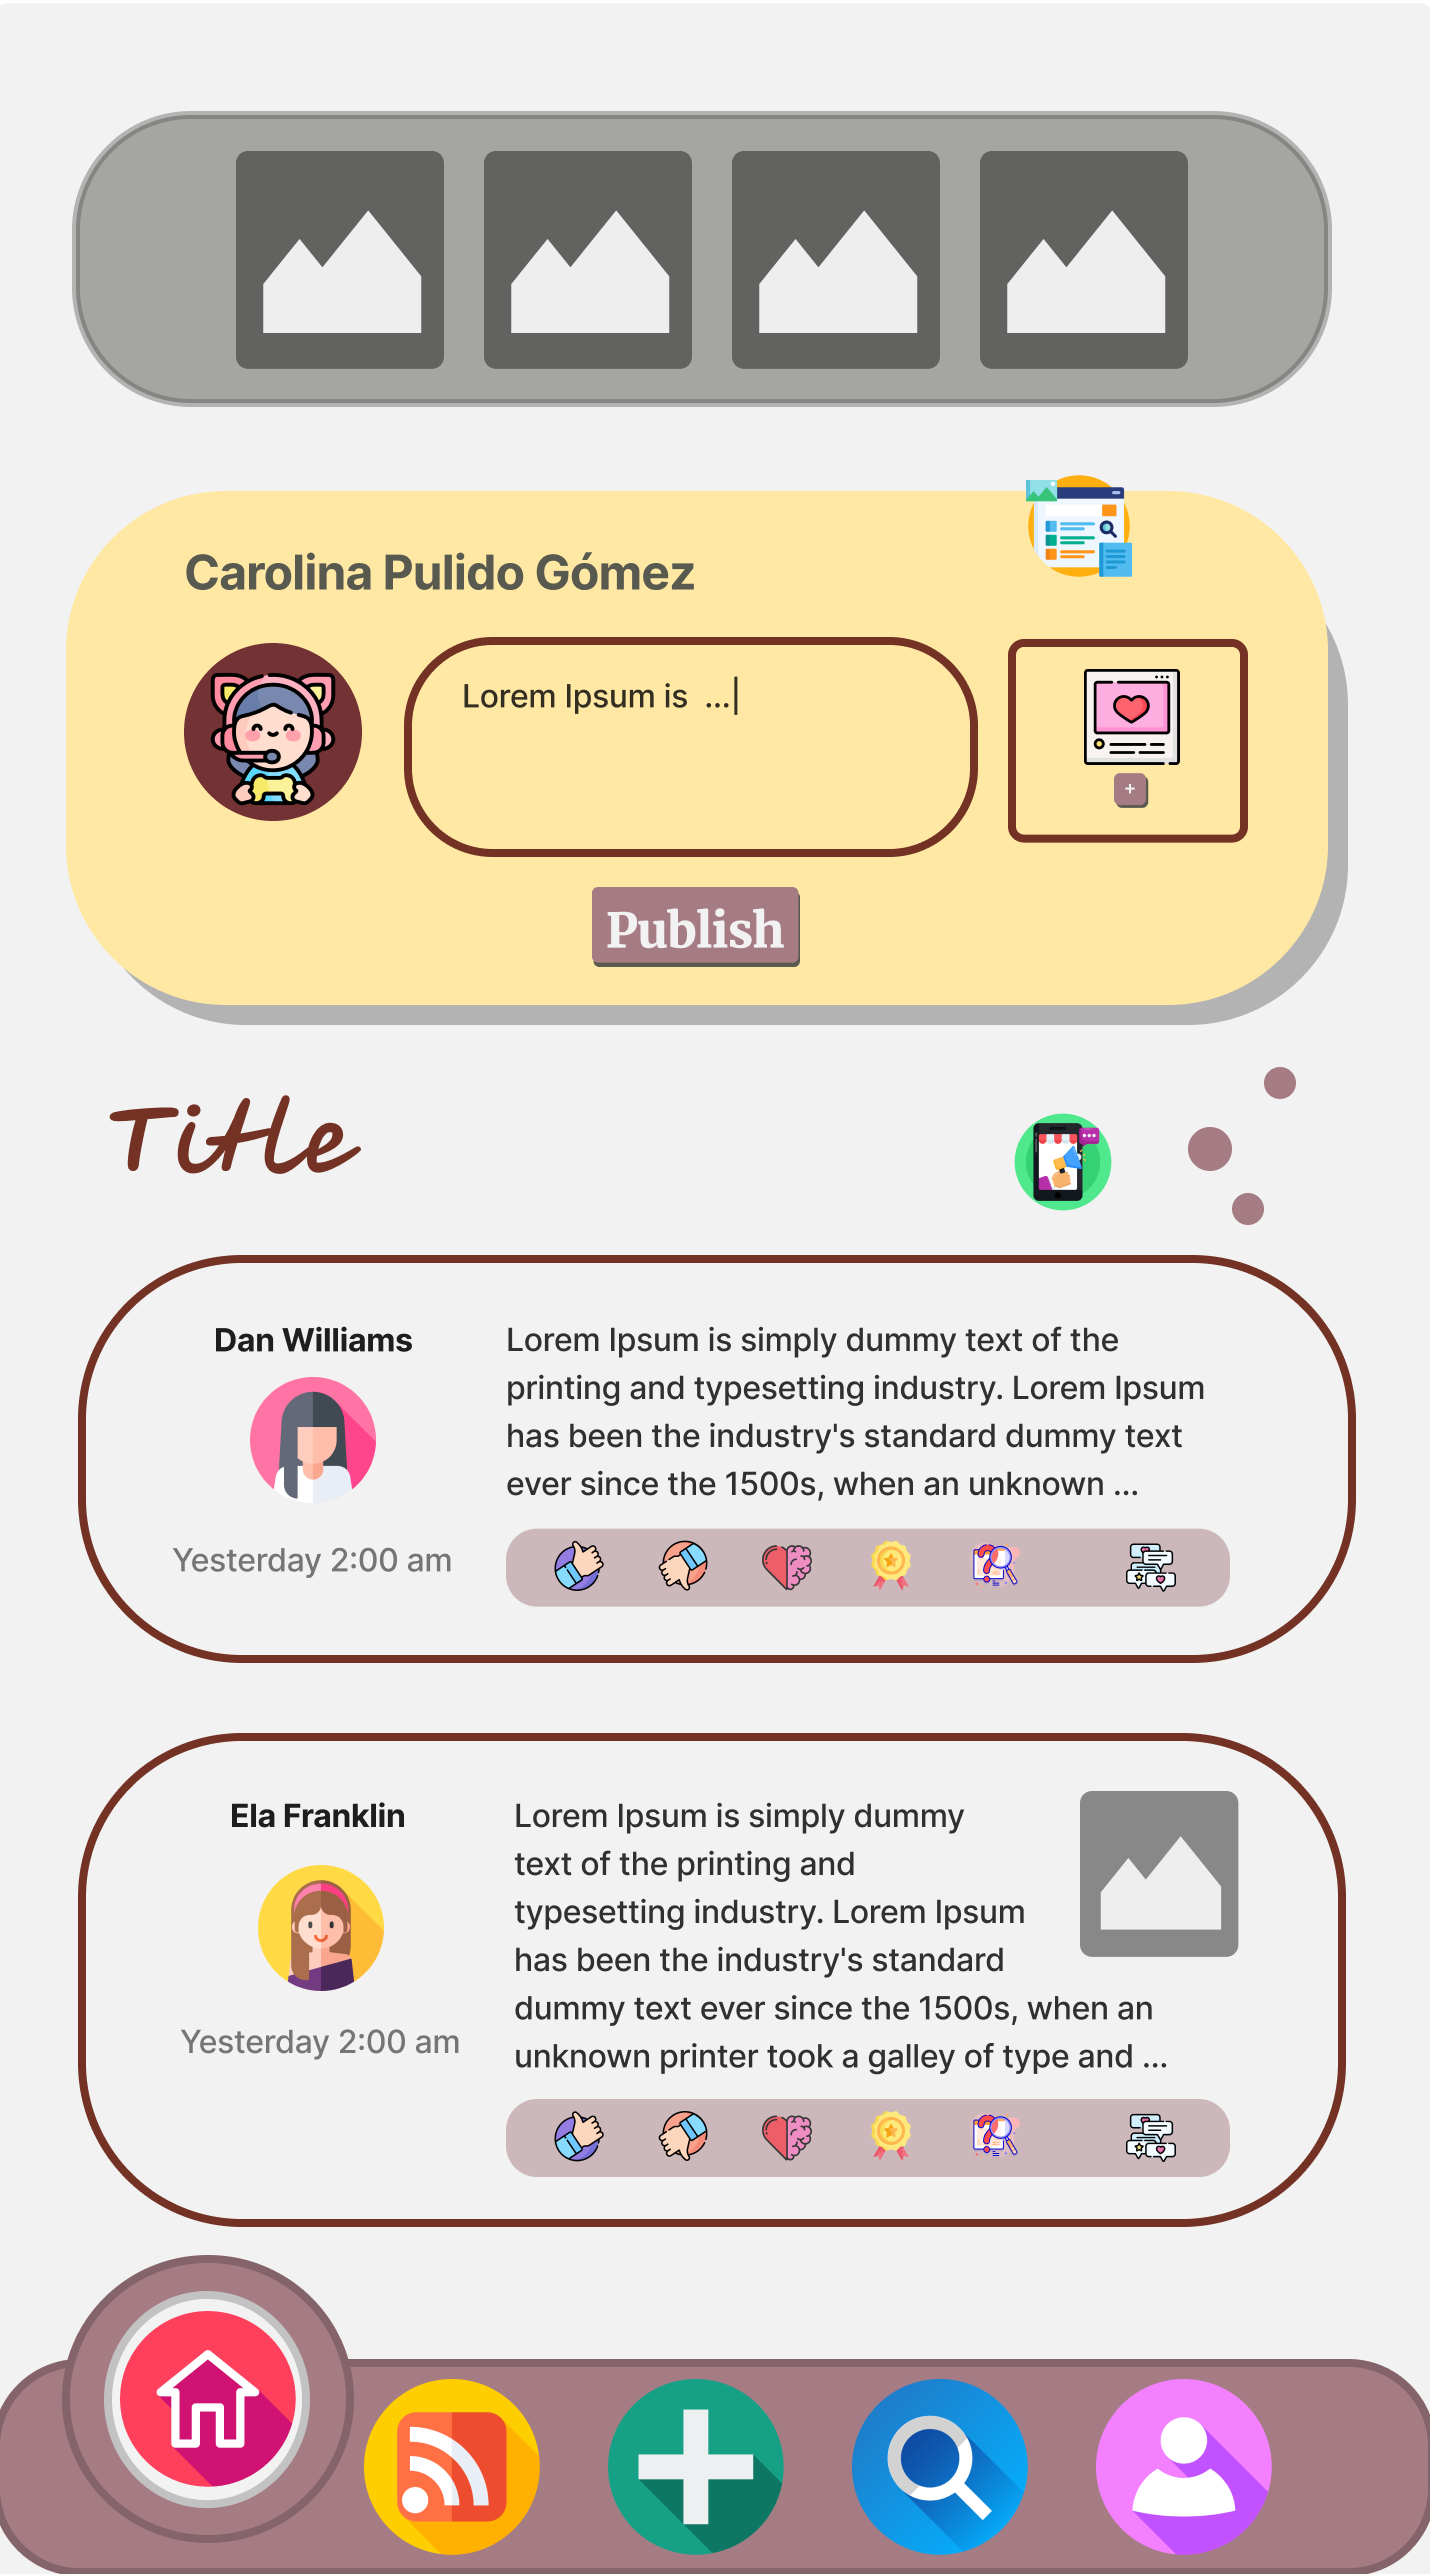 Carolina Pulido Gómez
Lorem Ipsum is ...|
+
Publish
Title
Dan Williams
Yesterday 2:00 am
Lorem Ipsum is simply dummy text of the
printing and typesetting industry. Lorem Ipsum
has been the industry's standard dummy text
ever since the 1500s, when an unknown ...
Ela Franklin
Yesterday 2:00 am
Lorem Ipsum is simply dummy
text of the printing and
typesetting industry. Lorem Ipsum
has been the industry's standard
dummy text ever since the 1500s, when an
unknown printer took a galley of type and ...